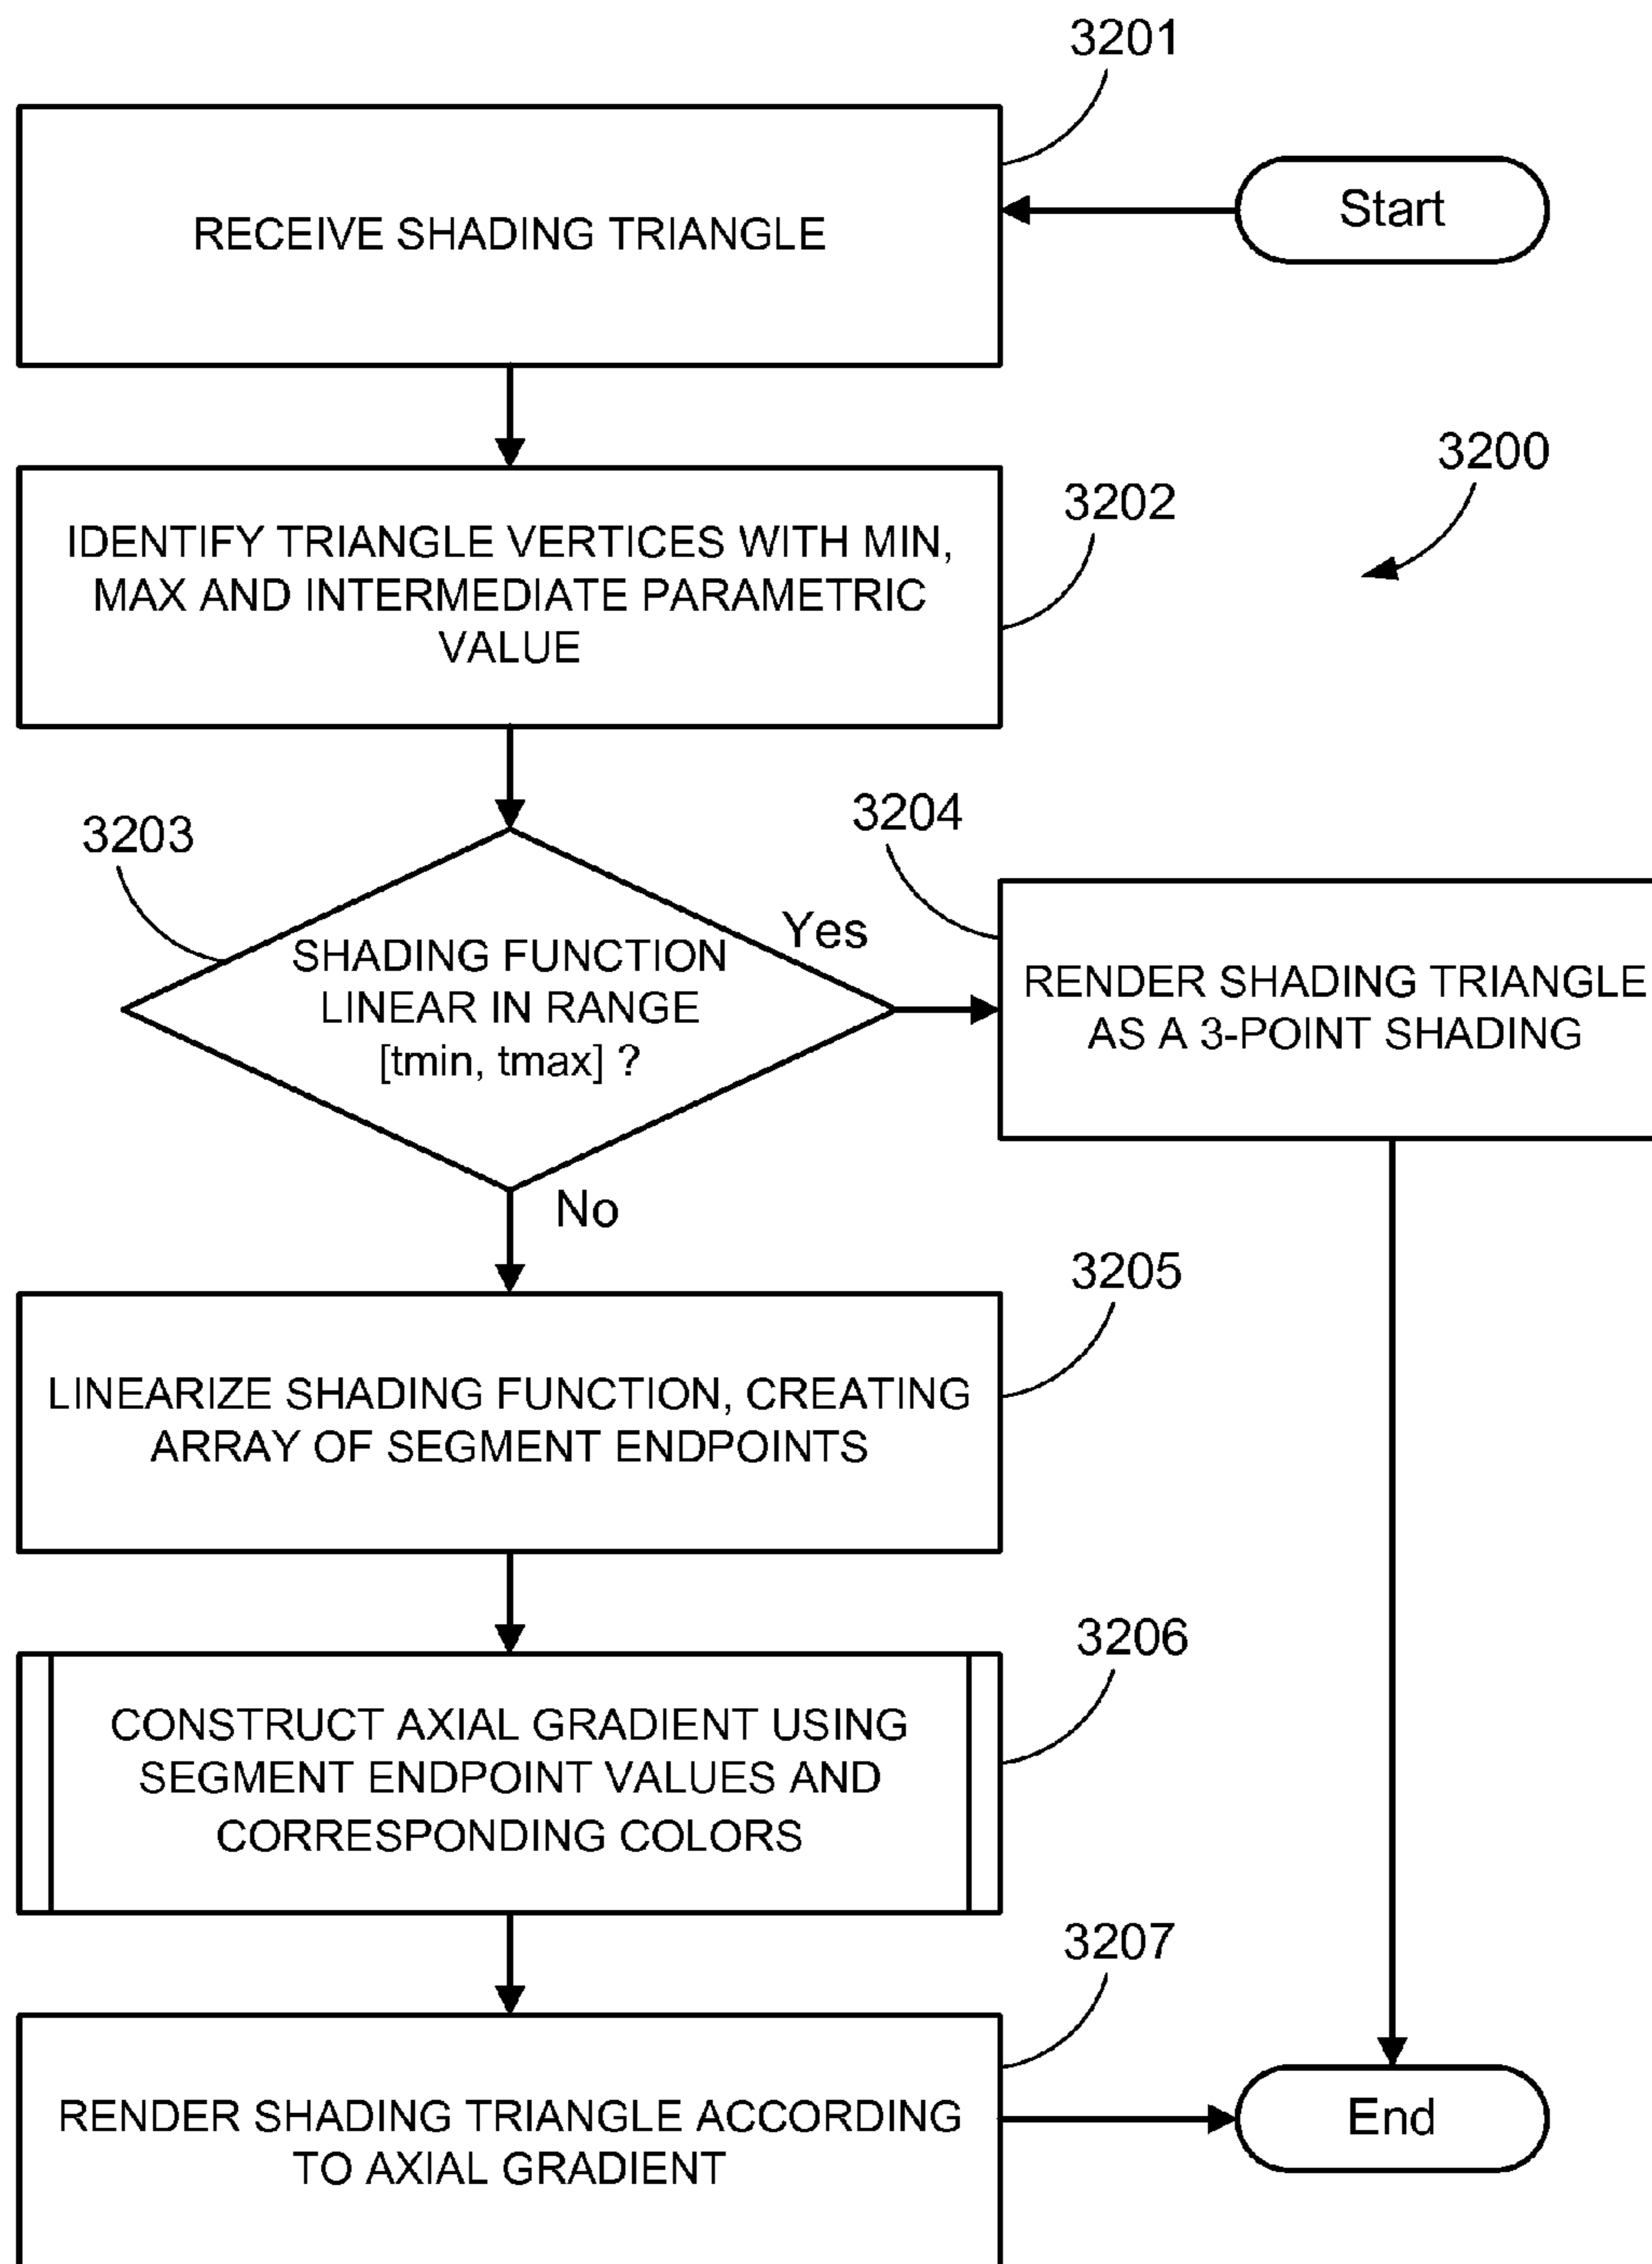 3201
Start
RECEIVE SHADING TRIANGLE
3200
3202
IDENTIFY TRIANGLE VERTICES WITH MIN,
MAX AND INTERMEDIATE PARAMETRIC
VALUE
3203
3204
Yes
SHADING FUNCTION
LINEAR IN RANGE
[tmin, tmax] ?
RENDER SHADING TRIANGLE
AS A 3-POINT SHADING
No
3205
LINEARIZE SHADING FUNCTION, CREATING
ARRAY OF SEGMENT ENDPOINTS
3206
CONSTRUCT AXIAL GRADIENT USING
SEGMENT ENDPOINT VALUES AND
CORRESPONDING COLORS
3207
RENDER SHADING TRIANGLE ACCORDING
TO AXIAL GRADIENT
End